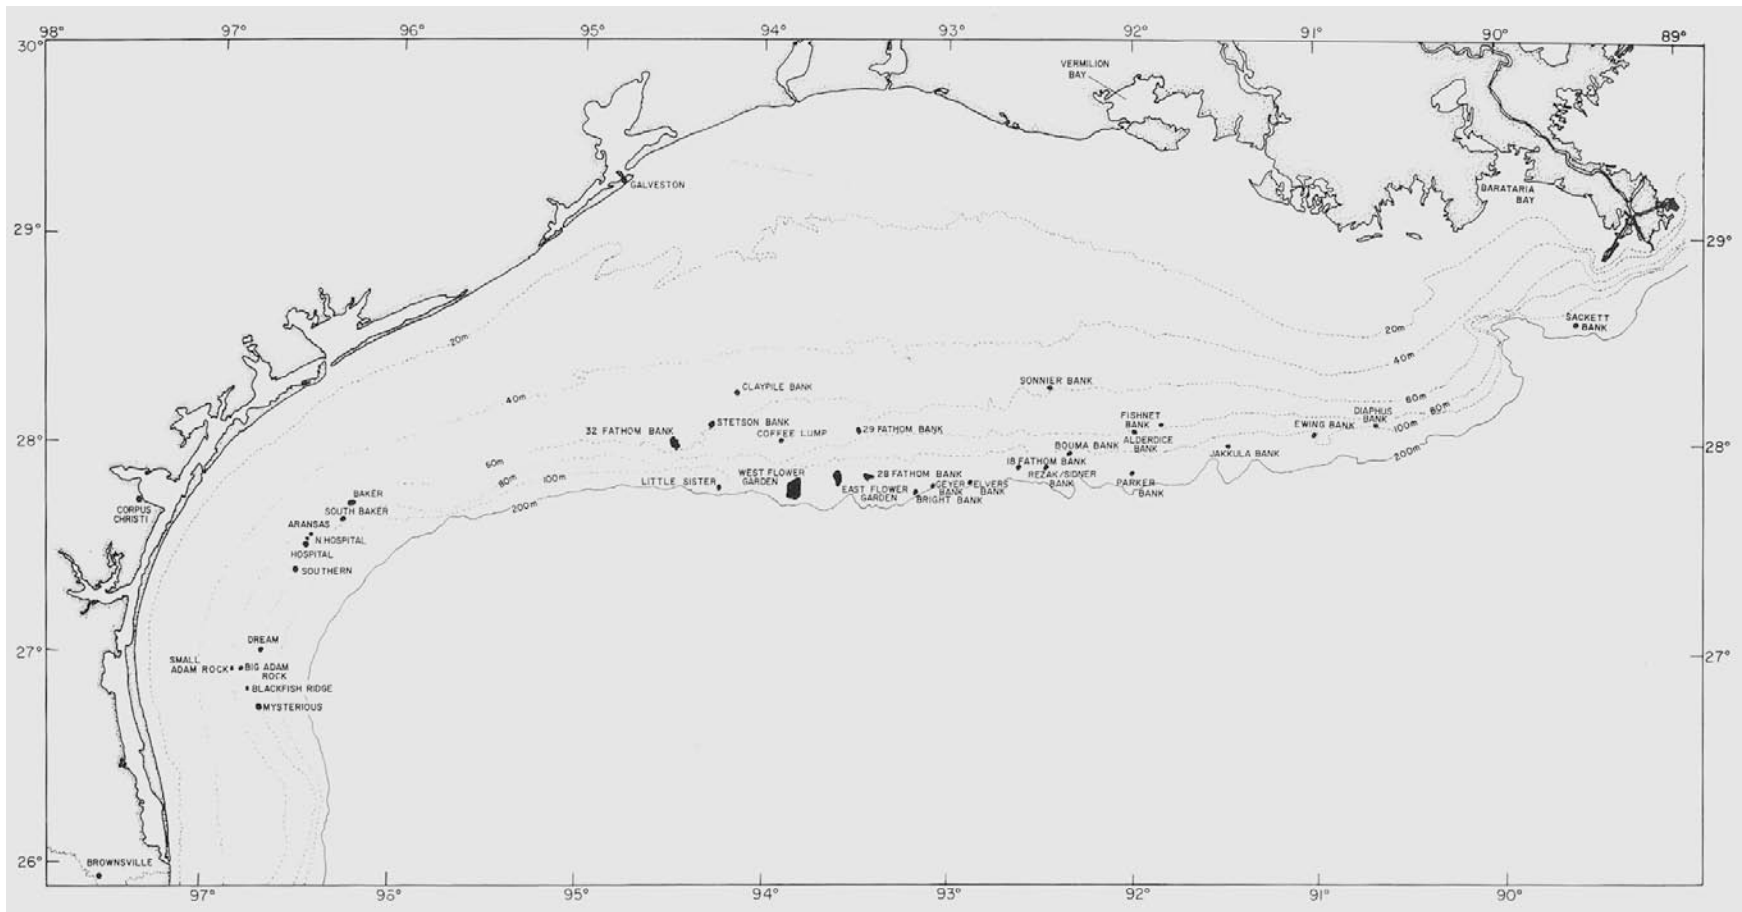 98° 97° 96° 95° 94° 93° 92° 91° 90° 89°
30°
VERMILION
BAY
GALVESTON
BARATARIA
BAY
29°
29°
20m
20m
40m
SACKETT
BANK
CLAYPILE BANK
SONNIER BANK
40m
60m
80m
STETSON BANK
FISHNET
BANK
DIAPHUS
BANK
32 FATHOM BANK
COFFEE LUMP
29 FATHOM BANK
EWING BANK
100m
28°
28°
ALDERDICE
BANK
BOUMA BANK
JAKKULA BANK
200m
60m
18 FATHOM BANK
REZAK/SIDNER
BANK
80m
100m
LITTLE SISTER
WEST FLOWER
GARDEN
28 FATHOM BANK
EAST FLOWER
GARDEN
GEYER
BANK
ELVERS
BANK
PARKER
BANK
BRIGHT BANK
200m
BAKER
SOUTH BAKER
CORPUS
CHRISTI
ARANSAS
N HOSPITAL
HOSPITAL
SOUTHERN
DREAM
27°
27°
SMALL
ADAM ROCK
BIG ADAM
ROCK
BLACKFISH RIDGE
MYSTERIOUS
26°
BROWNSVILLE
97° 96° 95° 94° 93° 92° 91° 90°